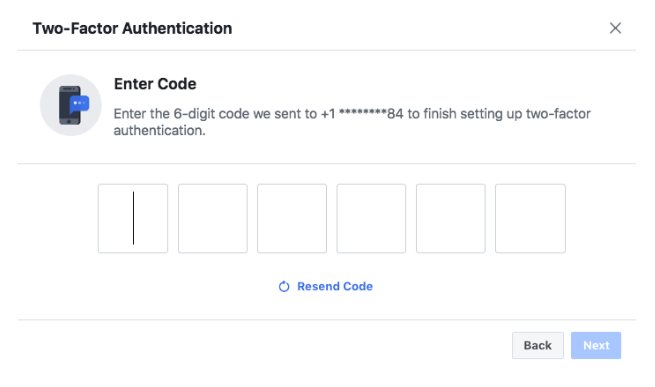 Two-Factor Authentication
Enter Code
Enter the 6-digit code we sent to +1 ********84 to finish setting up two-factor
authentication.
Resend Code
Back
Next